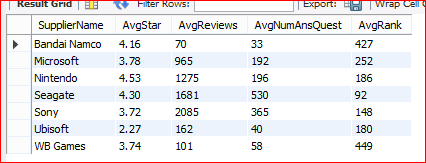 Result Grid Filter Rows: Export: Wrap Cell C
SupplierName AvgStar AvgReviews AvgNumAnsQuest AvgRank
Bandai Namco 4.16 70 33 427
Microsoft 3.78 965 192 252
Nintendo 4.53 1275 196 186
Seagate 4.30 1681 530 92
Sony 3.72 2085 365 148
Ubisoft 2.27 162 40 180
WB Games 3.74 101 58 449